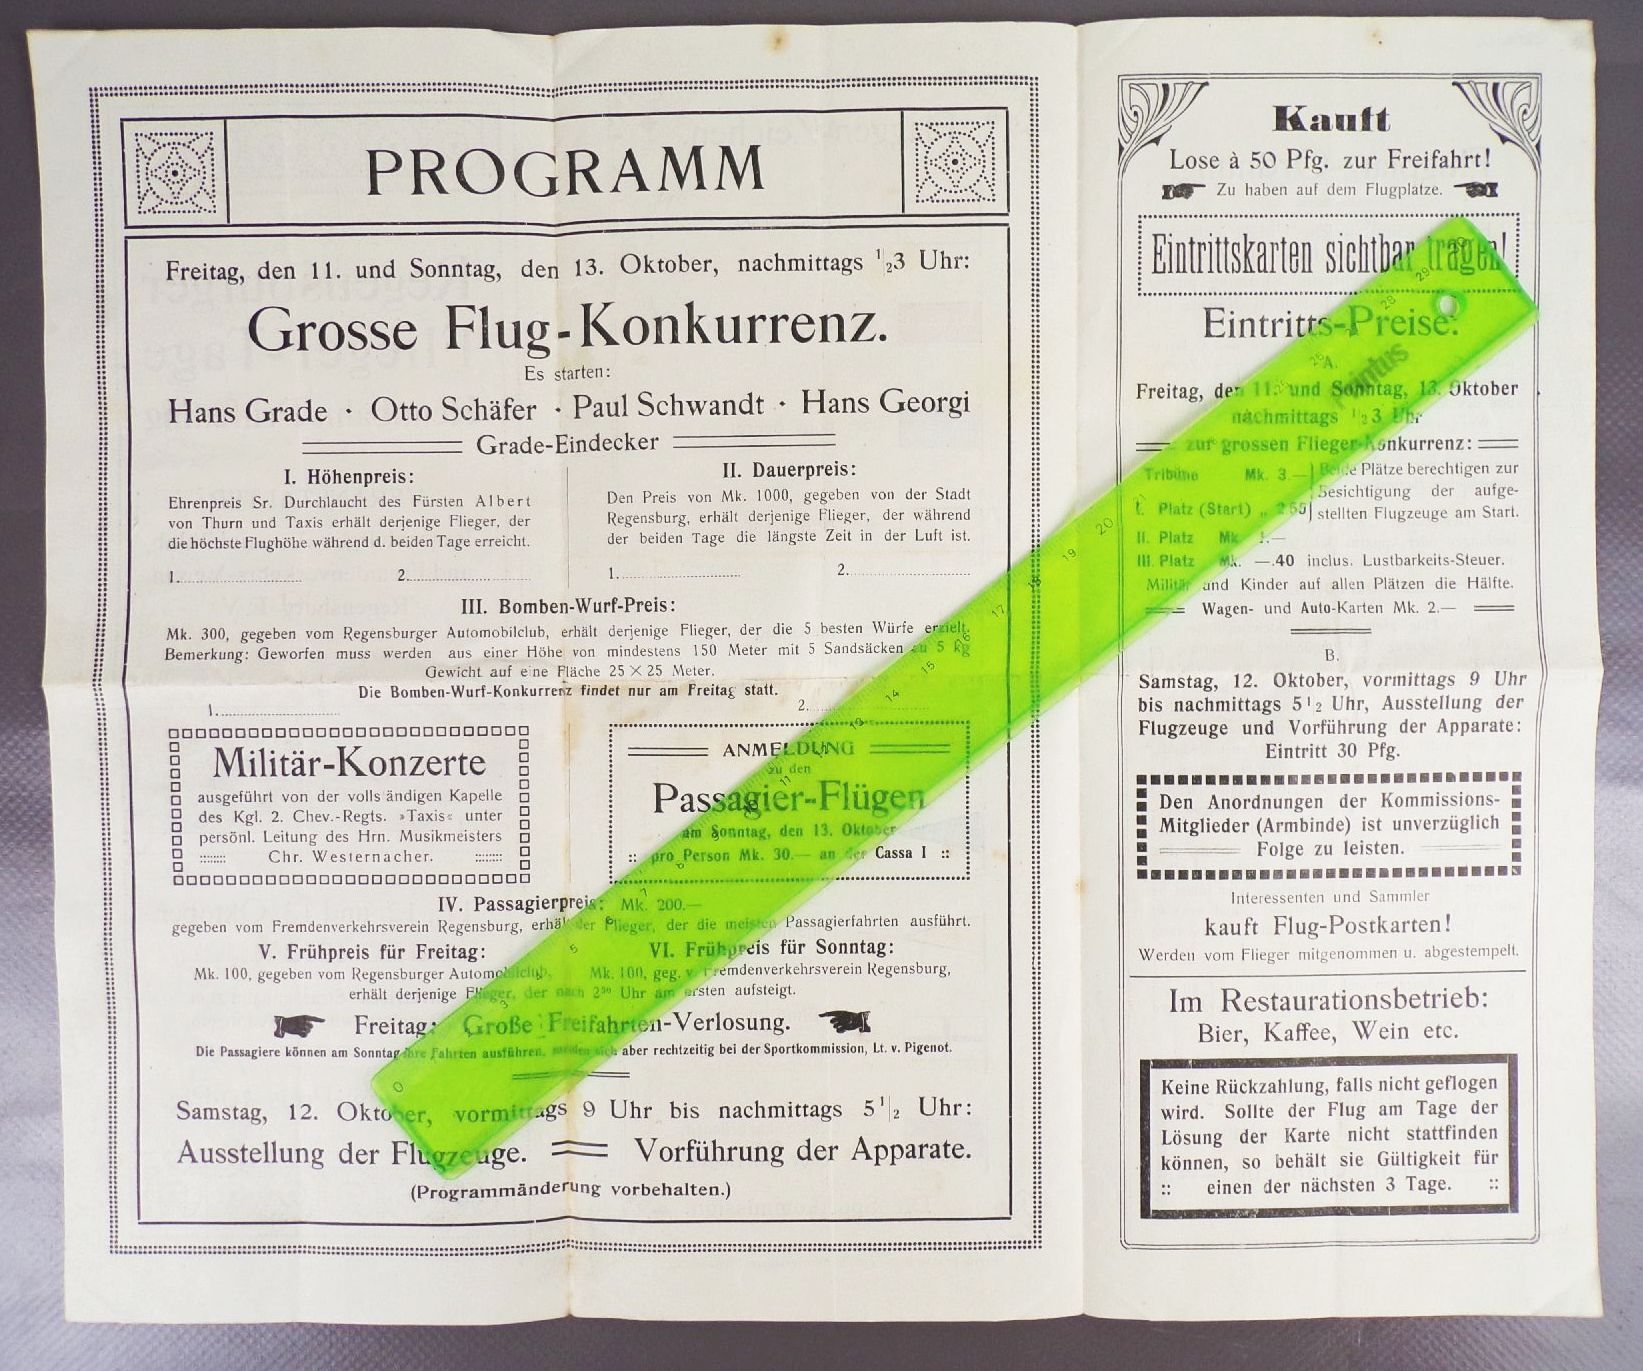 PROGRAMM
Freitag, den 11. und Sonntag, den 13. Oktober, nachmittags 1|23 Uhr:
Grosse Flug-Konkurrenz.
Es starten:
Hans Grade · Otto Schäfer · Paul Schwandt · Hans Georgi
Grade-Eindecker
I. Höhenpreis:
Ehrenpreis Sr. Durchlaucht des Fürsten Albert
von Thurn und Taxis erhält derjenige Flieger, der
die höchste Flughöhe während d. beiden Tage erreicht.
1. 2.
II. Dauerpreis:
Den Preis von Mk. 1000, gegeben von der Stadt
Regensburg, erhält derjenige Flieger, der während
der beiden Tage die längste Zeit in der Luft ist.
1. 2.
III. Bomben-Wurf-Preis:
Mk. 300, gegeben vom Regensburger Automobilclub, erhält derjenige Flieger, der die 5 besten Würfe erzielt.
Bemerkung: Geworfen muss werden aus einer Höhe von mindestens 150 Meter mit 5 Sandsäcken zu 5 kg
Gewicht auf eine Fläche 25 × 25 Meter.
Die Bomben-Wurf-Konkurrenz findet nur am Freitag statt.
1. 2.
Militär-Konzerte
ausgeführt von der vollständigen Kapelle
des Kgl. 2. Chev.-Regts. »Taxis« unter
persönl. Leitung des Hrn. Musikmeisters
Chr. Westernacher.
ANMELDUNG
zu den
Passagier-Flügen
am Sonntag, den 13. Oktober
:: pro Person Mk. 30.— an der Cassa I ::
IV. Passagierpreis: Mk. 200.—
gegeben vom Fremdenverkehrsverein Regensburg, erhält der Flieger, der die meisten Passagierfahrten ausführt.
V. Frühpreis für Freitag: VI. Frühpreis für Sonntag:
Mk. 100, gegeben vom Regensburger Automobilclub, Mk. 100, geg. v. Fremdenverkehrsverein Regensburg,
erhält derjenige Flieger, der nach 2³⁰ Uhr am ersten aufsteigt.
Freitag: Große Freifahrten-Verlosung.
Die Passagiere können am Sonntag ihre Fahrten ausführen, melden sich aber rechtzeitig bei der Sportkommission, Lt. v. Pigenot.
Samstag, 12. Oktober, vormittags 9 Uhr bis nachmittags 5 1|2 Uhr:
Ausstellung der Flugzeuge. Vorführung der Apparate.
(Programmänderung vorbehalten.)
Kauft
Lose à 50 Pfg. zur Freifahrt!
Zu haben auf dem Flugplatze.
Eintrittskarten sichtbar tragen!
Eintritts-Preise:
A.
Freitag, den 11. und Sonntag, 13. Oktober
nachmittags 1|23 Uhr
zur grossen Flieger-Konkurrenz:
Tribüne Mk. 3.—
I. Platz (Start) „
Beide Plätze berechtigen zur
Besichtigung der aufge-
stellten Flugzeuge am Start.
II. Platz Mk. 1.—
III. Platz Mk. —.40 inclus. Lustbarkeits-Steuer.
Militär und Kinder auf allen Plätzen die Hälfte.
Wagen- und Auto-Karten Mk. 2.—
B.
Samstag, 12. Oktober, vormittags 9 Uhr
bis nachmittags 5 1|2 Uhr, Ausstellung der
Flugzeuge und Vorführung der Apparate:
Eintritt 30 Pfg.
Den Anordnungen der Kommissions-
Mitglieder (Armbinde) ist unverzüglich
Folge zu leisten.
Interessenten und Sammler
kauft Flug-Postkarten!
Werden vom Flieger mitgenommen u. abgestempelt.
Im Restaurationsbetrieb:
Bier, Kaffee, Wein etc.
Keine Rückzahlung, falls nicht geflogen
wird. Sollte der Flug am Tage der
Lösung der Karte nicht stattfinden
können, so behält sie Gültigkeit für
:: einen der nächsten 3 Tage. ::